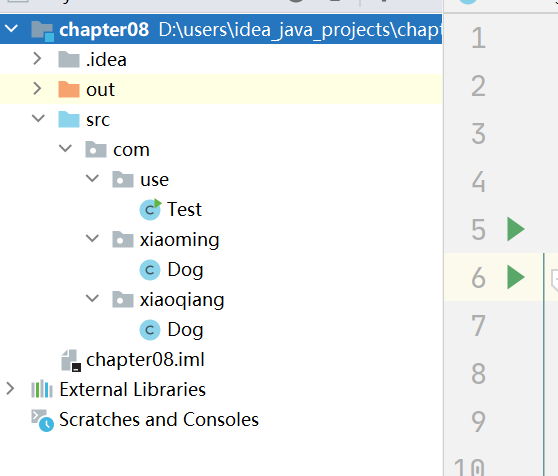 chapter08 D:\users\idea_java_projects\chapt
.idea
out
src
com
use
Test
xiaoming
Dog
xiaoqiang
Dog
chapter08.iml
External Libraries
Scratches and Consoles
1
2
3
4
5
6
7
8
9
10